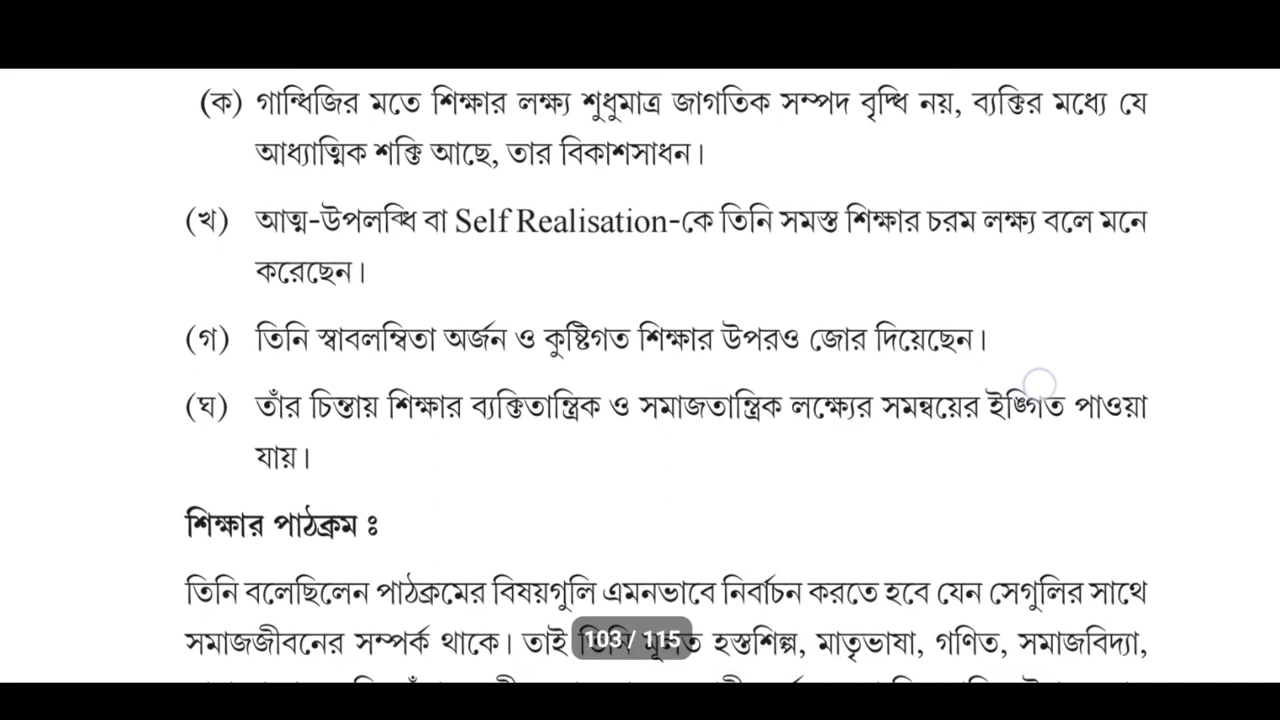 (ক) গান্ধিজির মতে শিক্ষার লক্ষ্য শুধুমাত্র জাগতিক সম্পদ বৃদ্ধি নয়, ব্যক্তির মধ্যে যে
আধ্যাত্মিক শক্তি আছে, তার বিকাশসাধন।
(খ) আত্ম-উপলব্ধি বা Self Realisation-কে তিনি সমস্ত শিক্ষার চরম লক্ষ্য বলে মনে
করেছেন।
(গ) তিনি স্বাবলম্বিতা অর্জন ও কৃষ্টিগত শিক্ষার উপরও জোর দিয়েছেন।
(ঘ) তাঁর চিন্তায় শিক্ষার ব্যক্তিতান্ত্রিক ও সমাজতান্ত্রিক লক্ষ্যের সমন্বয়ের ইঙ্গিত পাওয়া
যায়।
শিক্ষার পাঠক্রম ঃ
তিনি বলেছিলেন পাঠক্রমের বিষয়গুলি এমনভাবে নির্বাচন করতে হবে যেন সেগুলির সাথে
সমাজজীবনের সম্পর্ক থাকে। তাই তিনি মূলত হস্তশিল্প, মাতৃভাষা, গণিত, সমাজবিদ্যা,
103 / 115